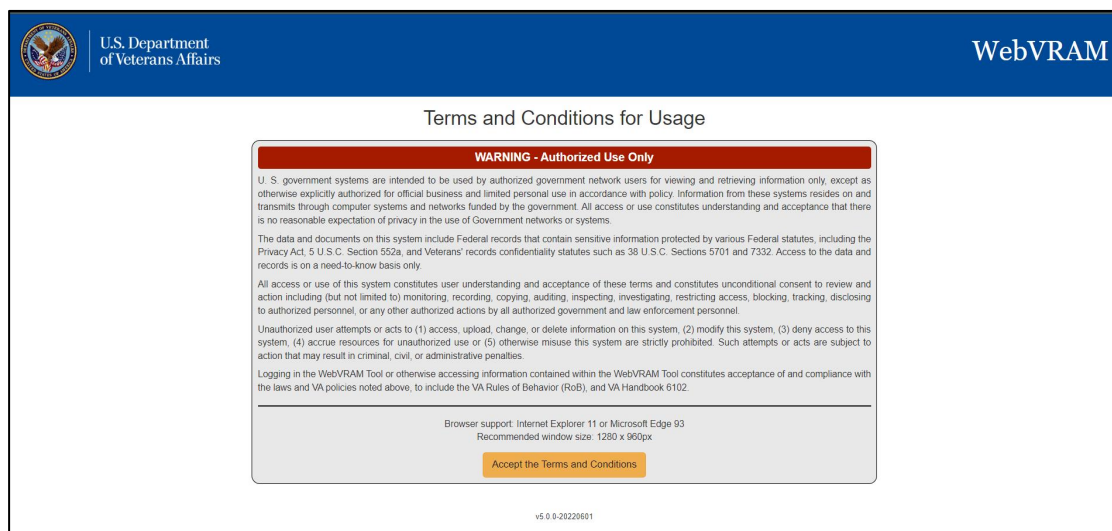 U.S. Department
of Veterans Affairs
WebVRAM
Terms and Conditions for Usage
WARNING - Authorized Use Only
U. S. government systems are intended to be used by authorized government network users for viewing and retrieving information only, except as
otherwise explicitly authorized for official business and limited personal use in accordance with policy. Information from these systems resides on and
transmits through computer systems and networks funded by the government. All access or use constitutes understanding and acceptance that there
is no reasonable expectation of privacy in the use of Government networks or systems.
The data and documents on this system include Federal records that contain sensitive information protected by various Federal statutes, including the
Privacy Act, 5 U.S.C. Section 552a, and Veterans' records confidentiality statutes such as 38 U.S.C. Sections 5701 and 7332. Access to the data and
records is on a need-to-know basis only.
All access or use of this system constitutes user understanding and acceptance of these terms and constitutes unconditional consent to review and
action including (but not limited to) monitoring, recording, copying, auditing, inspecting, investigating, restricting access, blocking, tracking, disclosing
to authorized personnel, or any other authorized actions by all authorized government and law enforcement personnel.
Unauthorized user attempts or acts to (1) access, upload, change, or delete information on this system, (2) modify this system, (3) deny access to this
system, (4) accrue resources for unauthorized use or (5) otherwise misuse this system are strictly prohibited. Such attempts or acts are subject to
action that may result in criminal, civil, or administrative penalties.
Logging in the WebVRAM Tool or otherwise accessing information contained within the WebVRAM Tool constitutes acceptance of and compliance with
the laws and VA policies noted above, to include the VA Rules of Behavior (RoB), and VA Handbook 6102.
Browser support: Internet Explorer 11 or Microsoft Edge 93
Recommended window size: 1280 x 960px
Accept the Terms and Conditions
v5.0.0-20220601